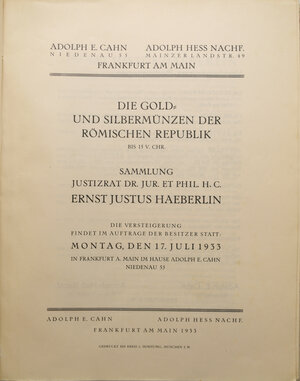 ADOLPH E. CAHN ADOLPH HESS NACHF.
NIEDENAU 55 MAINZERLANDSTR. 49
FRANKFURT AM MAIN
DIE GOLD=
UND SILBERMÜNZEN DER
RÖMISCHEN REPUBLIK
BIS 15 V. CHR.
SAMMLUNG
JUSTIZRAT DR. JUR. ET PHIL. H. C.
ERNST JUSTUS HAEBERLIN
DIE VERSTEIGERUNG
FINDET IM AUFTRAGE DER BESITZER STATT:
MONTAG, DEN 17. JULI 1933
IN FRANKFURT A. MAIN IM HAUSE ADOLPH E. CAHN
NIEDENAU 55
ADOLPH E. CAHN ADOLPH HESS NACHF.
FRANKFURT AM MAIN 1933
GEDRUCKT BEI